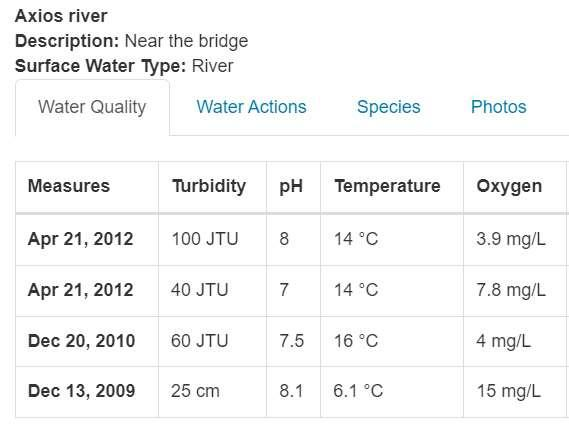 Axios river
Description: Near the bridge
Surface Water Type: River
Water Quality Water Actions Species Photos
Measures Turbidity pH Temperature Oxygen
Apr 21, 2012 100 JTU 8 14 °C 3.9 mg/L
Apr 21, 2012 40 JTU 7 14 °C 7.8 mg/L
Dec 20, 2010 60 JTU 7.5 16 °C 4 mg/L
Dec 13, 2009 25 cm 8.1 6.1 °C 15 mg/L